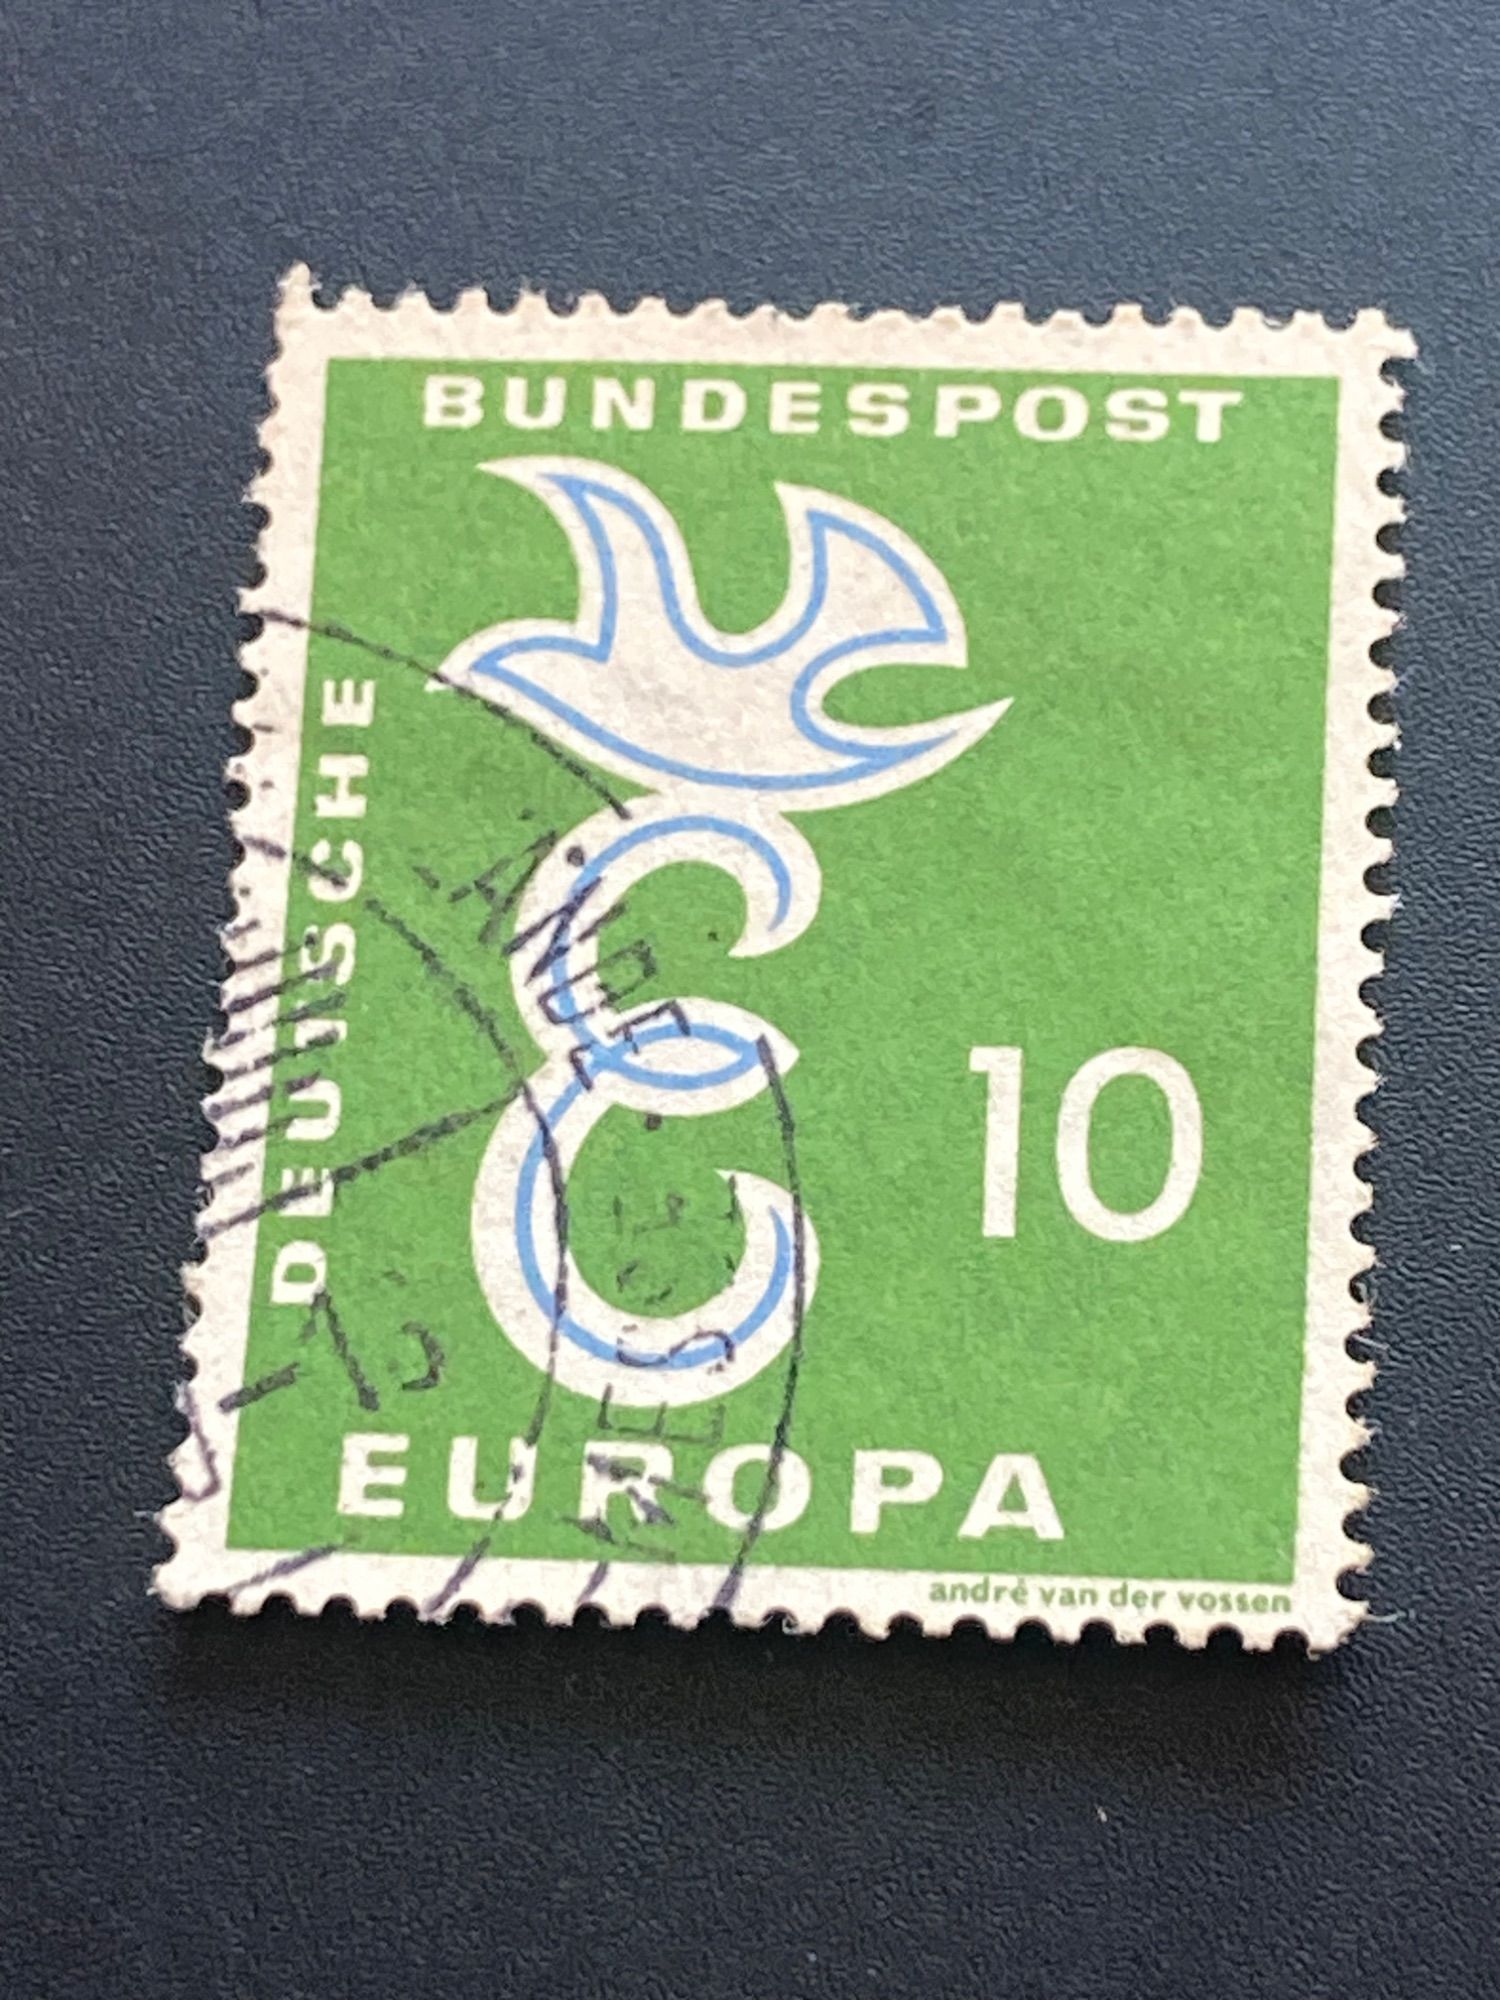 BUNDESPOST
DEUTSCHE
10
EUROPA
andré van der vossen